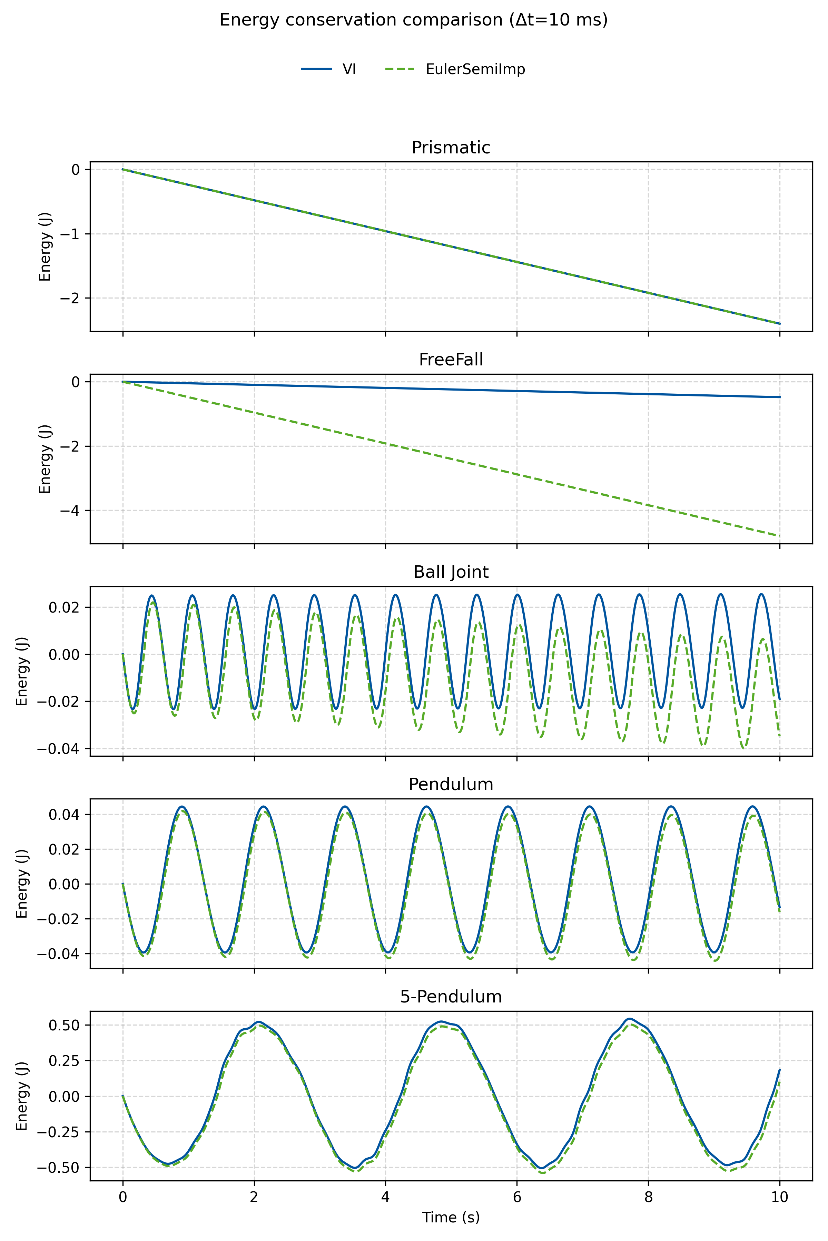 Energy conservation comparison (Δt=10 ms)
VI
EulerSemiImp
Prismatic
0
−1
−2
Energy (J)
FreeFall
0
−2
−4
Energy (J)
Ball Joint
0.02
0.00
−0.02
−0.04
Energy (J)
Pendulum
0.04
0.02
0.00
−0.02
−0.04
Energy (J)
5-Pendulum
0.50
0.25
0.00
−0.25
−0.50
Energy (J)
0 2 4 6 8 10
Time (s)